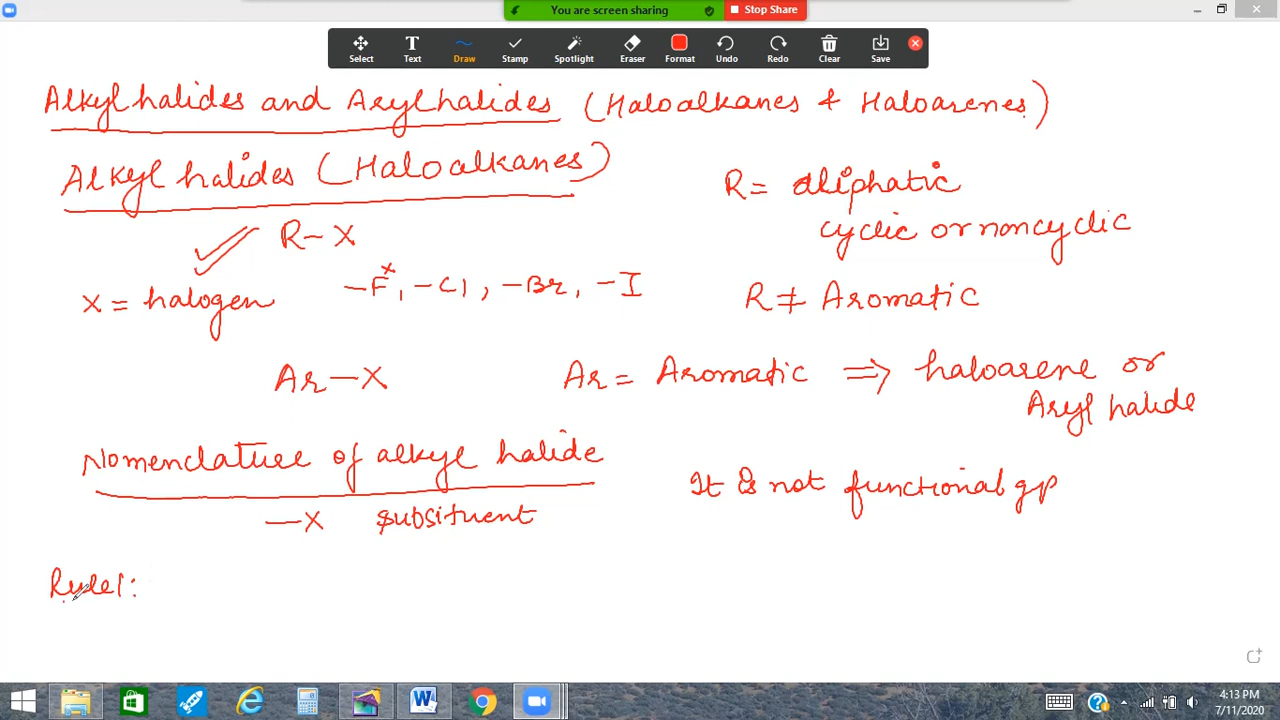 You are screen sharing
Stop Share
Select Text Draw Stamp Spotlight Eraser Format Undo Redo Clear Save
Alkyl halides and Aryl halides (Haloalkanes & Haloarenes)
Alkyl halides (Haloalkanes)
R = aliphatic
cyclic or noncyclic
R - X
X = halogen
-F, -Cl, -Br, -I
R ≠ Aromatic
Ar - X
Ar = Aromatic ⇒ haloarene or
Aryl halide
Nomenclature of alkyl halide
It is not functional gp
-X subsituent
Rule1:
4:13 PM
7/11/2020